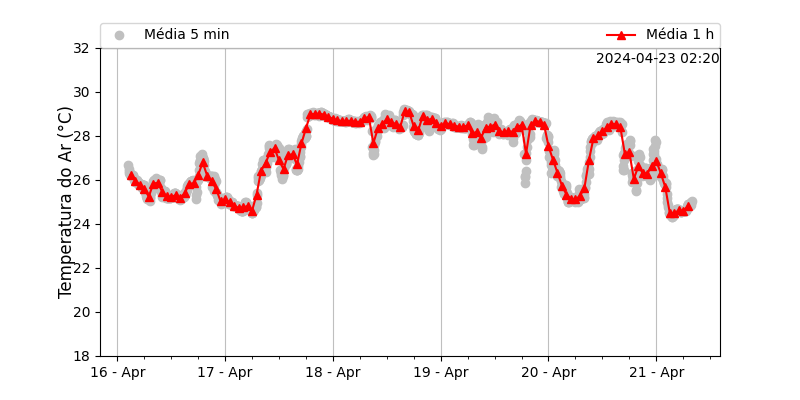 Média 5 min
Média 1 h
2024-04-23 02:20
Temperatura do Ar (°C)
32
30
28
26
24
22
20
18
16 - Apr
17 - Apr
18 - Apr
19 - Apr
20 - Apr
21 - Apr